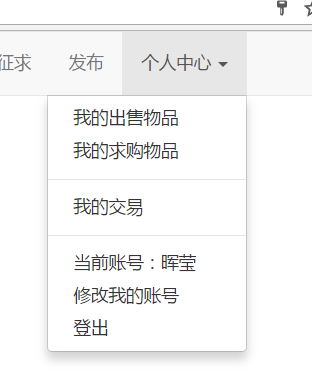 征求 发布 个人中心
我的出售物品
我的求购物品
我的交易
当前账号：晖莹
修改我的账号
登出